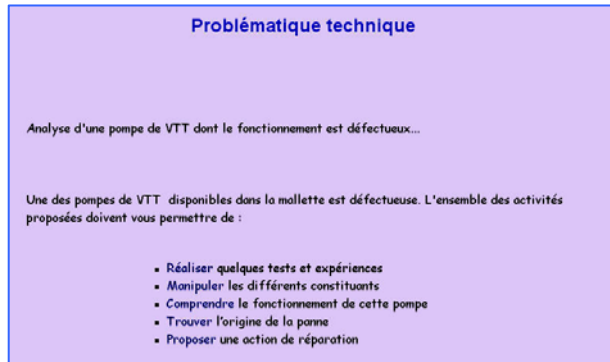 Problématique technique
Analyse d'une pompe de VTT dont le fonctionnement est défectueux...
Une des pompes de VTT disponibles dans la mallette est défectueuse. L'ensemble des activités
proposées doivent vous permettre de :
▪ Réaliser quelques tests et expériences
▪ Manipuler les différents constituants
▪ Comprendre le fonctionnement de cette pompe
▪ Trouver l'origine de la panne
▪ Proposer une action de réparation